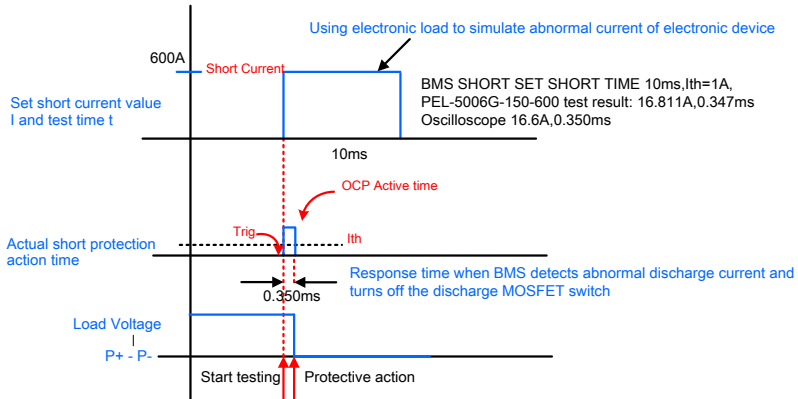 Using electronic load to simulate abnormal current of electronic device
600A
Short Current
BMS SHORT SET SHORT TIME 10ms,Ith=1A,
PEL-5006G-150-600 test result: 16.811A,0.347ms
Oscilloscope 16.6A,0.350ms
Set short current value
I and test time t
10ms
OCP Active time
Trig
Ith
Actual short protection
action time
Response time when BMS detects abnormal discharge current and
turns off the discharge MOSFET switch
0.350ms
Load Voltage
|
P+ - P-
Start testing
Protective action